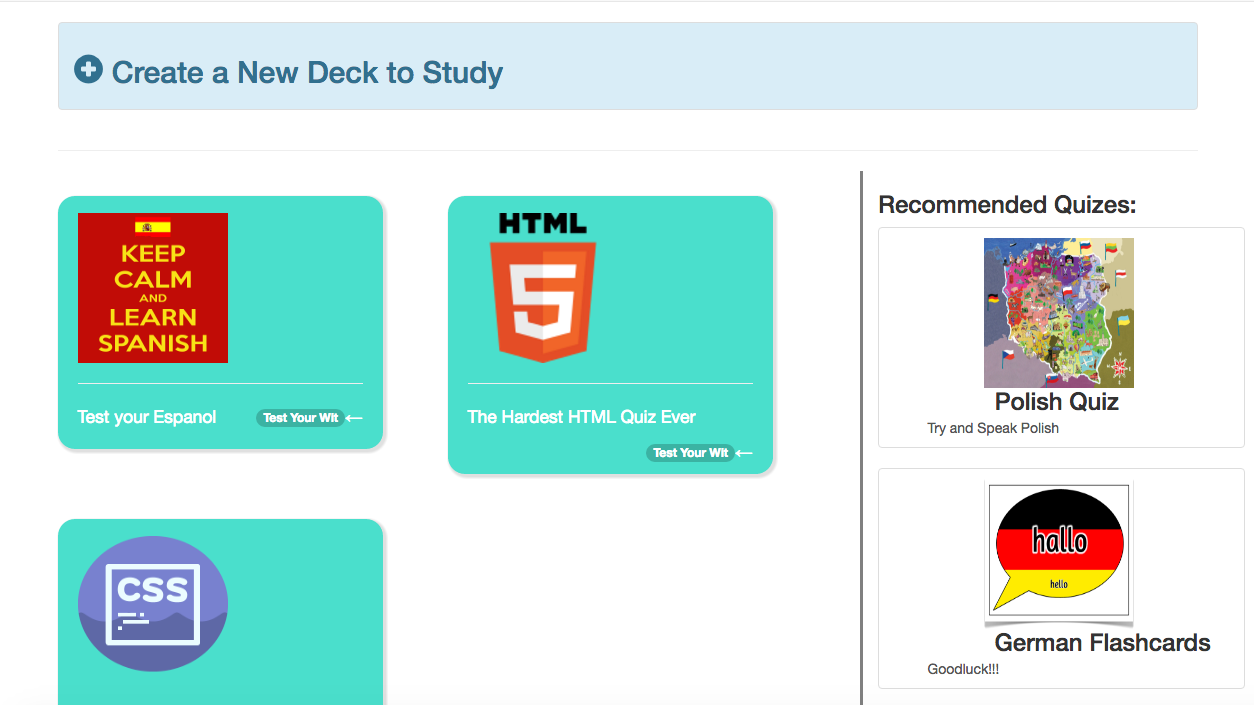 Create a New Deck to Study
KEEP
CALM
AND
LEARN
SPANISH
Test your Espanol
Test Your Wit
HTML
5
The Hardest HTML Quiz Ever
Test Your Wit
CSS
Recommended Quizes:
Polish Quiz
Try and Speak Polish
hallo
hello
German Flashcards
Goodluck!!!